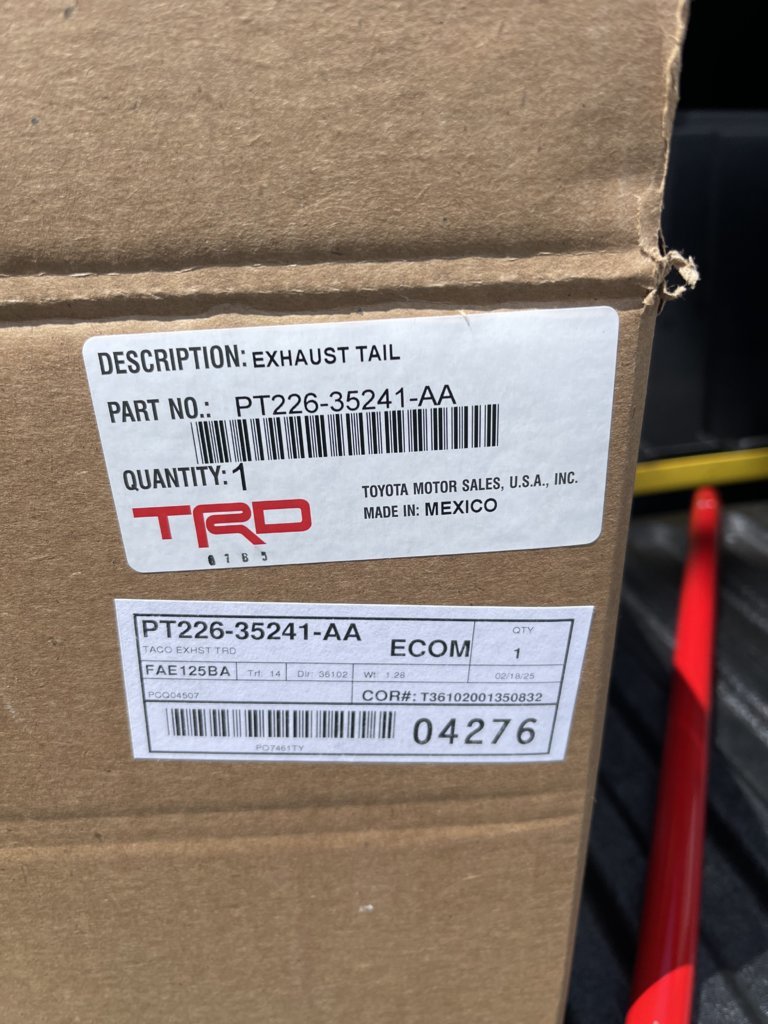 DESCRIPTION: EXHAUST TAIL
PART NO.: PT226-35241-AA
QUANTITY: 1
TOYOTA MOTOR SALES, U.S.A., INC.
MADE IN: MEXICO
TRD
PT226-35241-AA
TACO EXHST TRD
ECOM
QTY
1
FAE125BA
Trf: 14
Dlr: 36102
Wt: 1.28
02/18/25
PCQ04507
COR#: T36102001350832
04276
PO7461TY